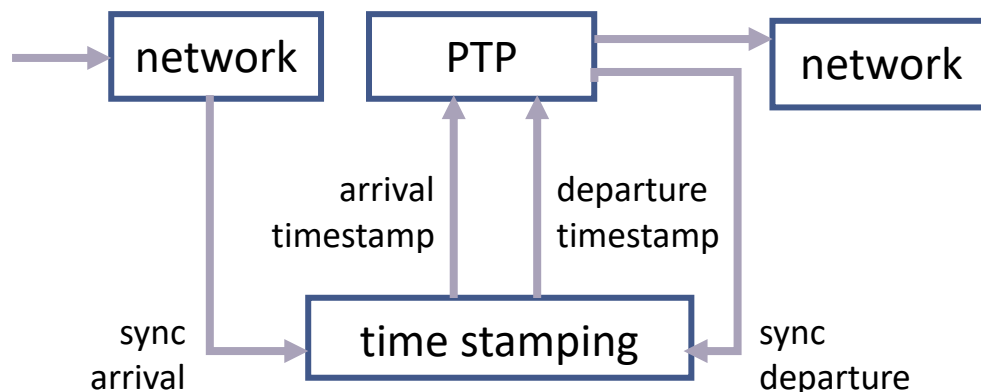 network
PTP
network
arrival
timestamp
departure
timestamp
time stamping
sync
arrival
sync
departure